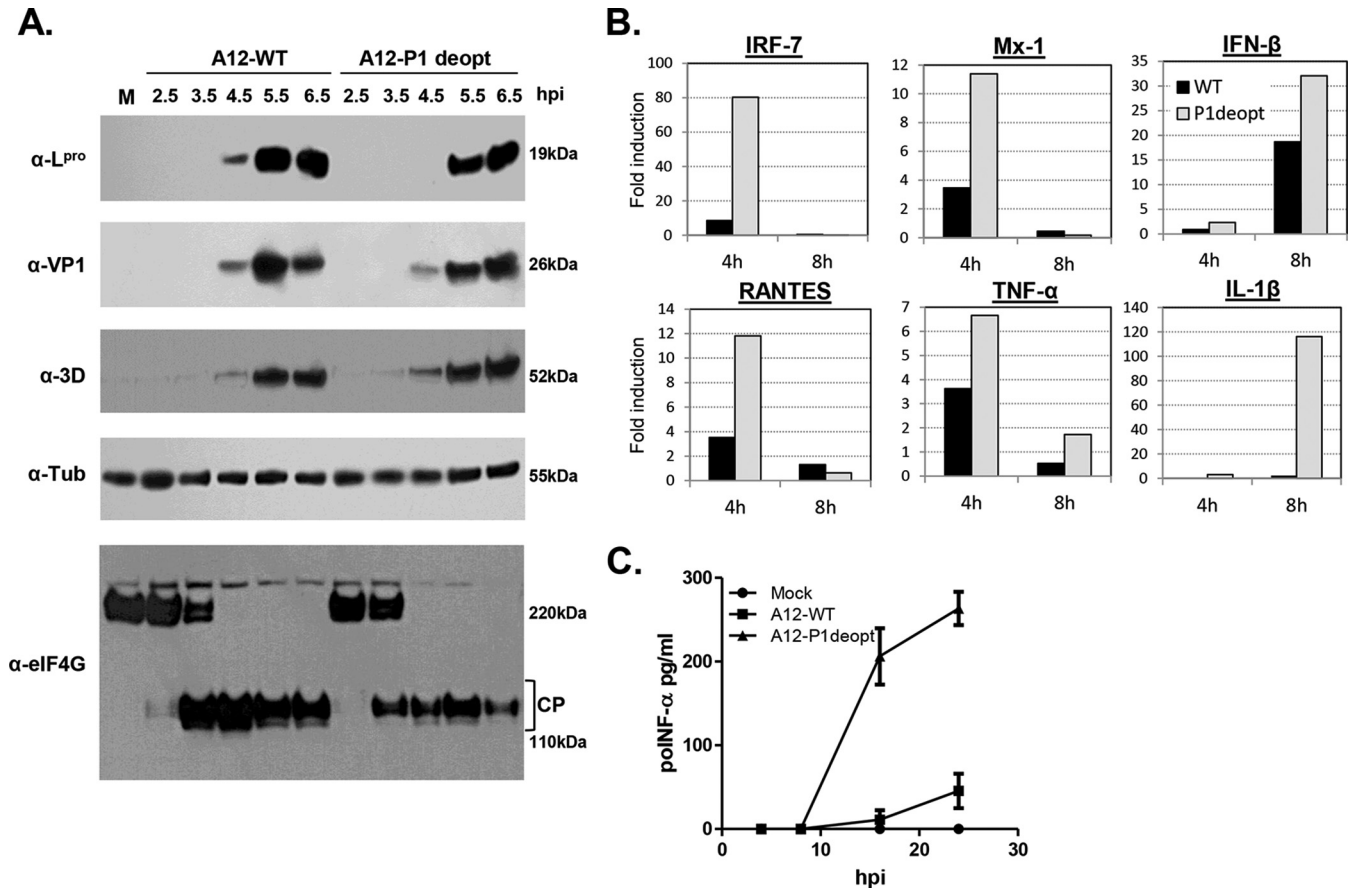 A.
A12-WT A12-P1 deopt
M 2.5 3.5 4.5 5.5 6.5 2.5 3.5 4.5 5.5 6.5 hpi
α-Lpro 19kDa
α-VP1 26kDa
α-3D 52kDa
α-Tub 55kDa
α-eIF4G 220kDa
CP
110kDa
B.
IRF-7
Fold induction
100
80
60
40
20
0
4h 8h
Mx-1
12
10
8
6
4
2
0
4h 8h
IFN-β
WT
P1deopt
35
30
25
20
15
10
5
0
4h 8h
RANTES
Fold induction
14
12
10
8
6
4
2
0
4h 8h
TNF-α
7
6
5
4
3
2
1
0
4h 8h
IL-1β
140
120
100
80
60
40
20
0
4h 8h
C.
Mock
A12-WT
A12-P1deopt
poINF-α pg/ml
300
200
100
0
0 10 20 30
hpi